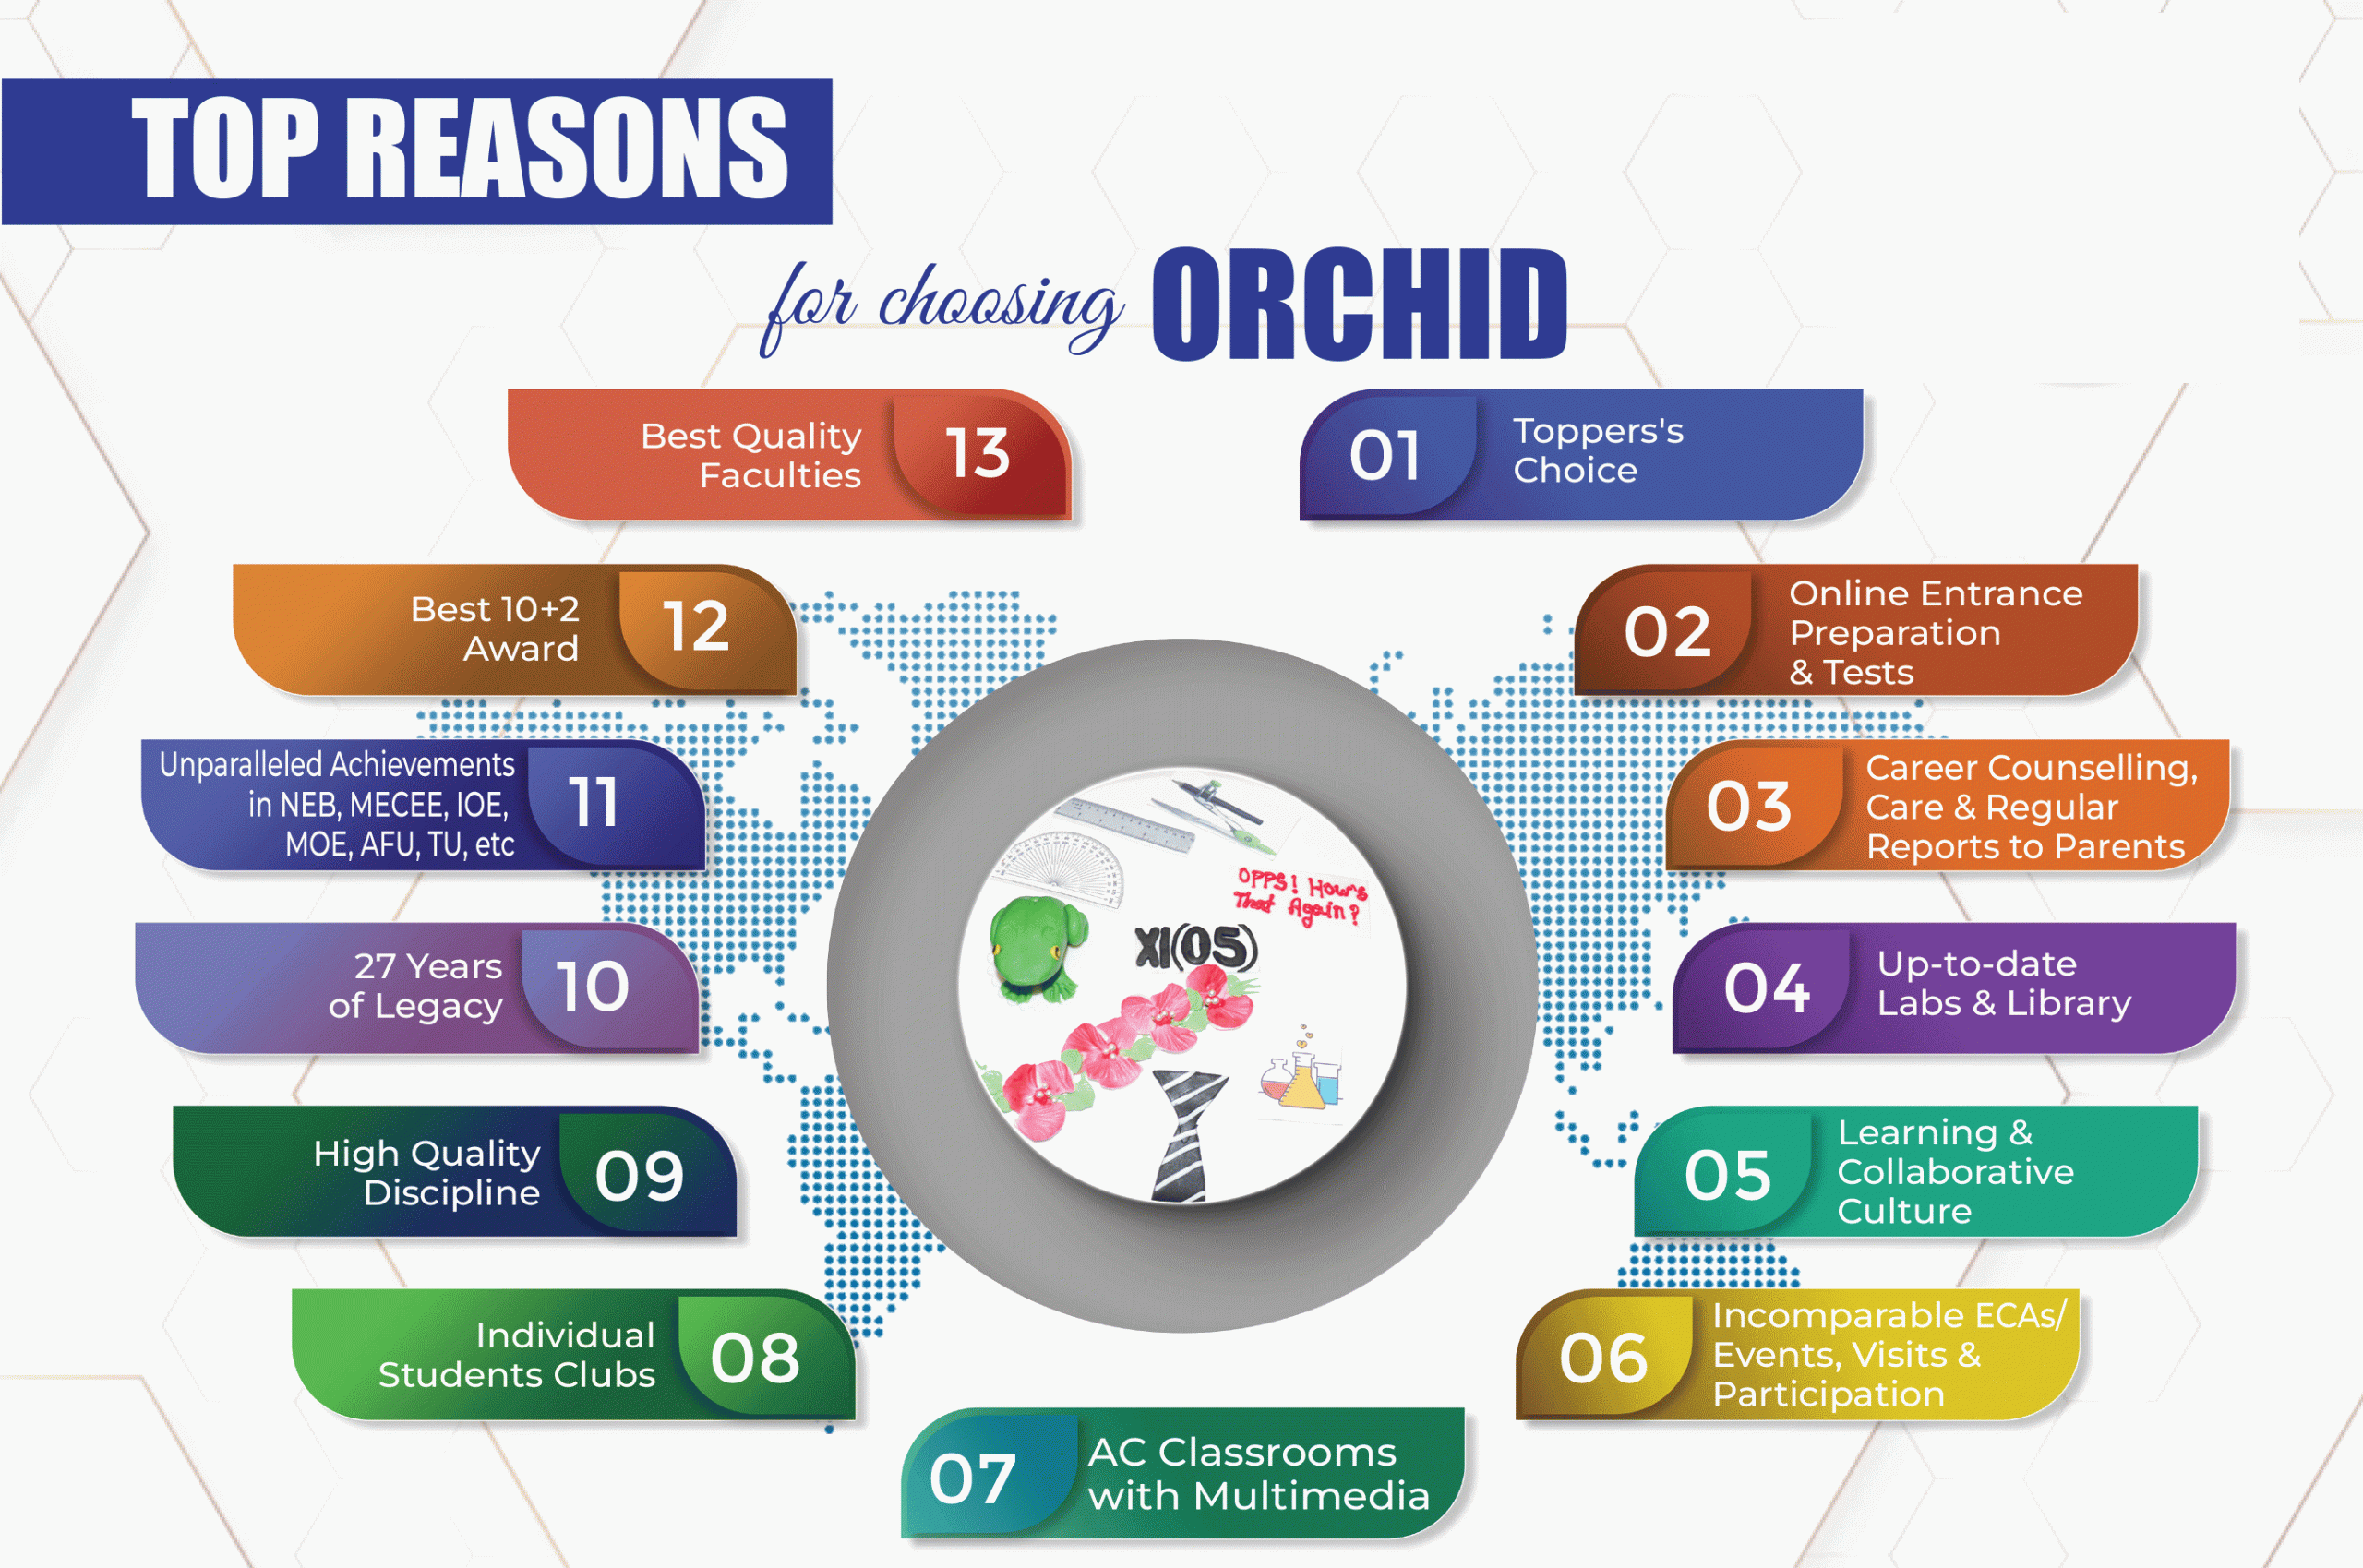 TOP REASONS
for choosing ORCHID
01
Toppers's
Choice
02
Online Entrance
Preparation
& Tests
03
Career Counselling,
Care & Regular
Reports to Parents
04
Up-to-date
Labs & Library
05
Learning &
Collaborative
Culture
06
Incomparable ECAs/
Events, Visits &
Participation
07
AC Classrooms
with Multimedia
08
Individual
Students Clubs
09
High Quality
Discipline
10
27 Years
of Legacy
11
Unparalleled Achievements
in NEB, MECEE, IOE,
MOE, AFU, TU, etc
12
Best 10+2
Award
13
Best Quality
Faculties
OPPS! How's
That Again?
XI(05)